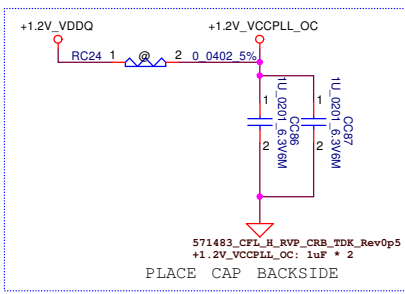 +1.2V_VDDQ
+1.2V_VCCPLL_OC
RC24 1 @ 2 0_0402_5%
1
2
1U_0201_6.3V6M
CC86
1
2
1U_0201_6.3V6M
CC87
571483_CFL_H_RVP_CRB_TDK_Rev0p5
+1.2V_VCCPLL_OC: 1uF * 2
PLACE CAP BACKSIDE